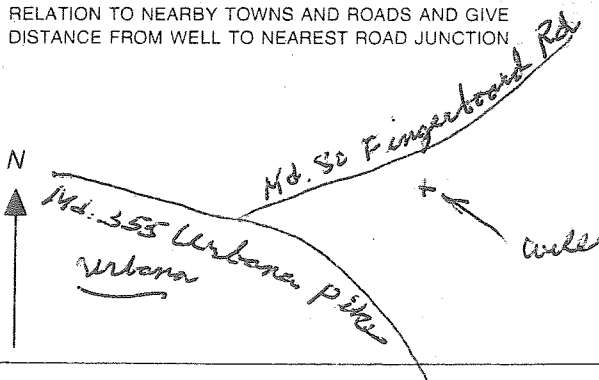 RELATION TO NEARBY TOWNS AND ROADS AND GIVE
DISTANCE FROM WELL TO NEAREST ROAD JUNCTION
Md. 80 Fingerboard Rd
N
Md. 355 Urbana pike
Urbana
well